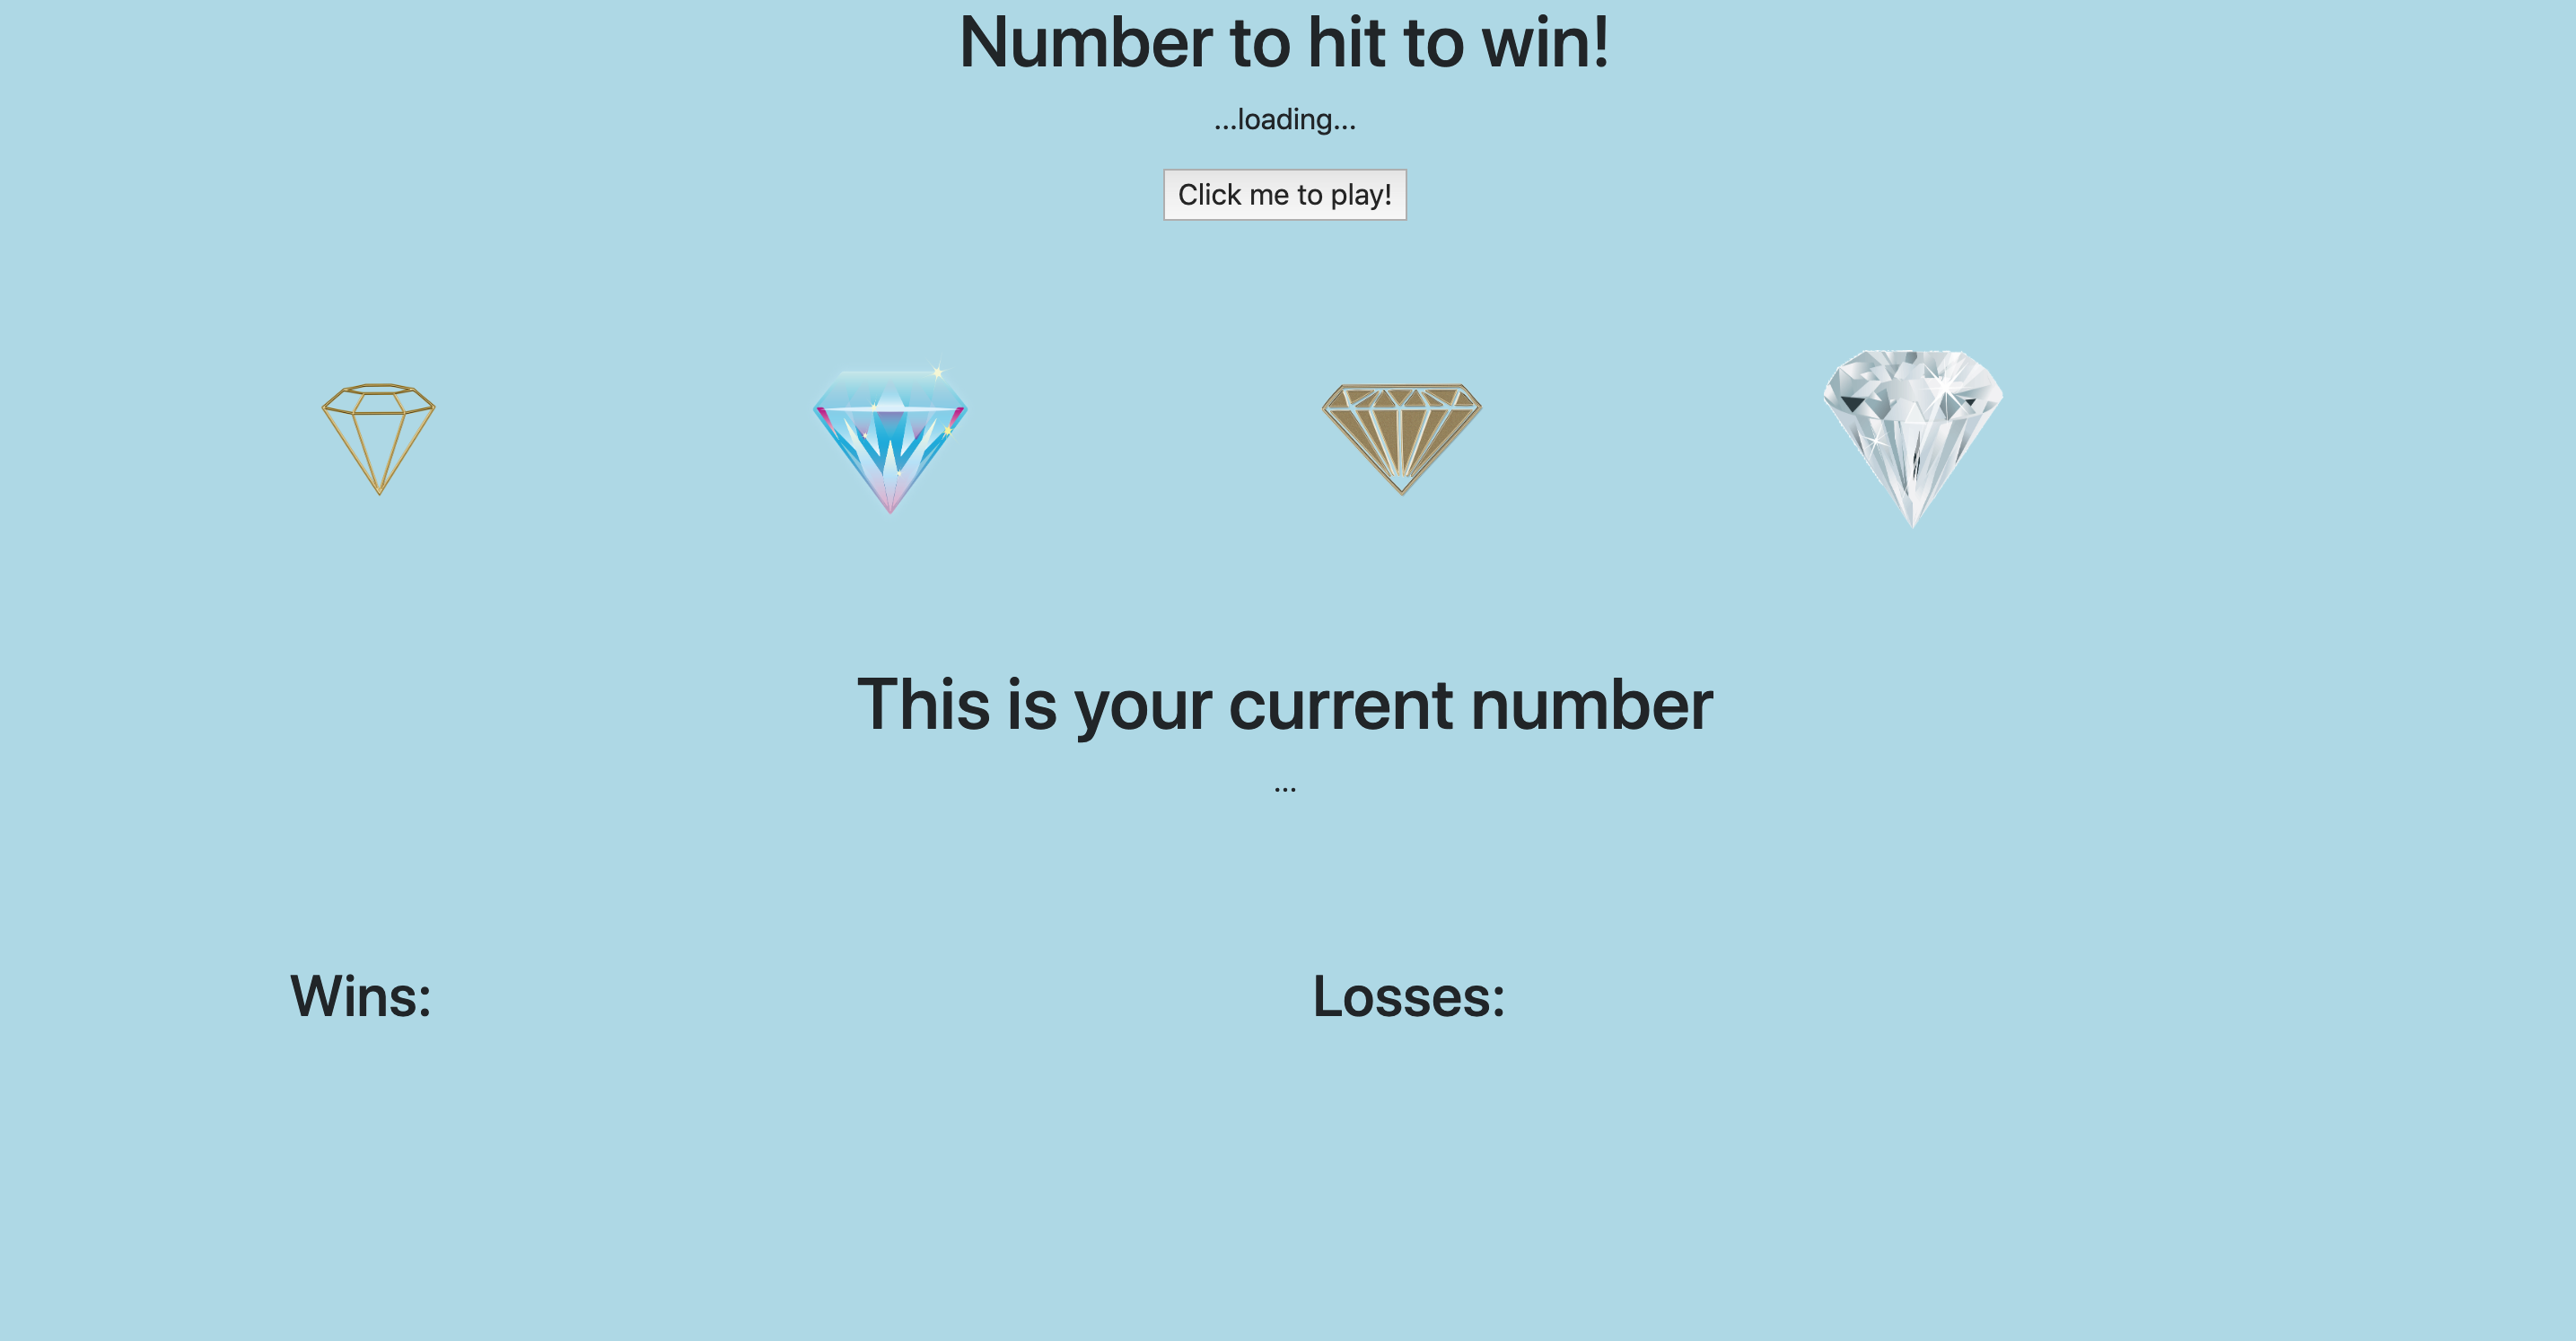 Number to hit to win!
...loading...
Click me to play!
This is your current number
...
Wins:
Losses: